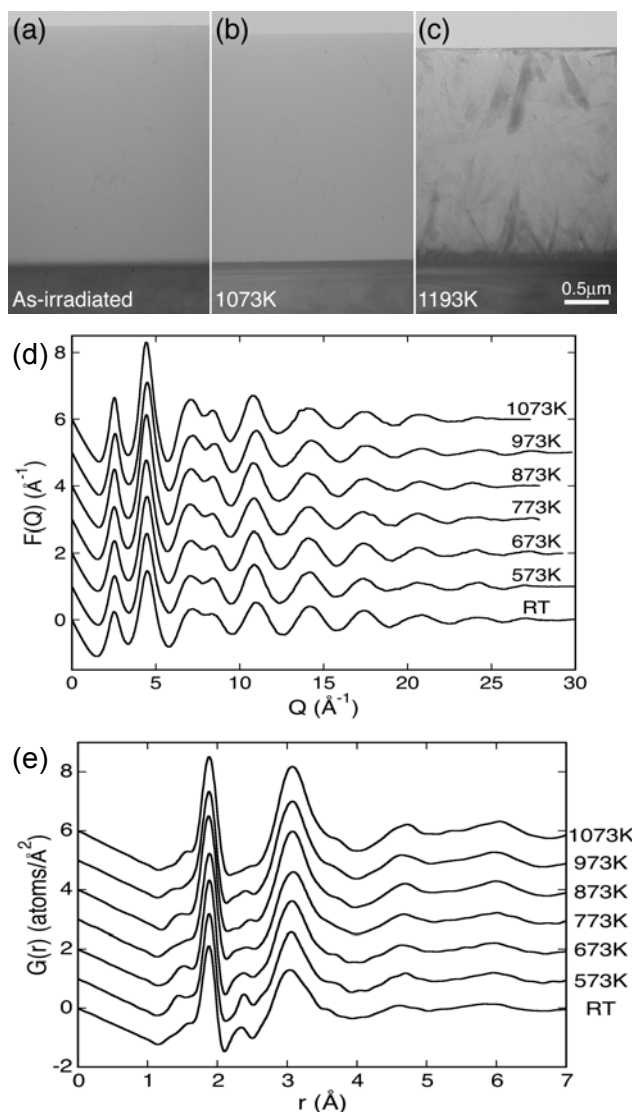 (a)
(b)
(c)
As-irradiated
1073K
1193K
0.5μm
(d)
8
6
4
2
0
F(Q) (Å⁻¹)
1073K
973K
873K
773K
673K
573K
RT
0 5 10 15 20 25 30
Q (Å⁻¹)
(e)
8
6
4
2
0
-2
G(r) (atoms/Å²)
1073K
973K
873K
773K
673K
573K
RT
0 1 2 3 4 5 6 7
r (Å)